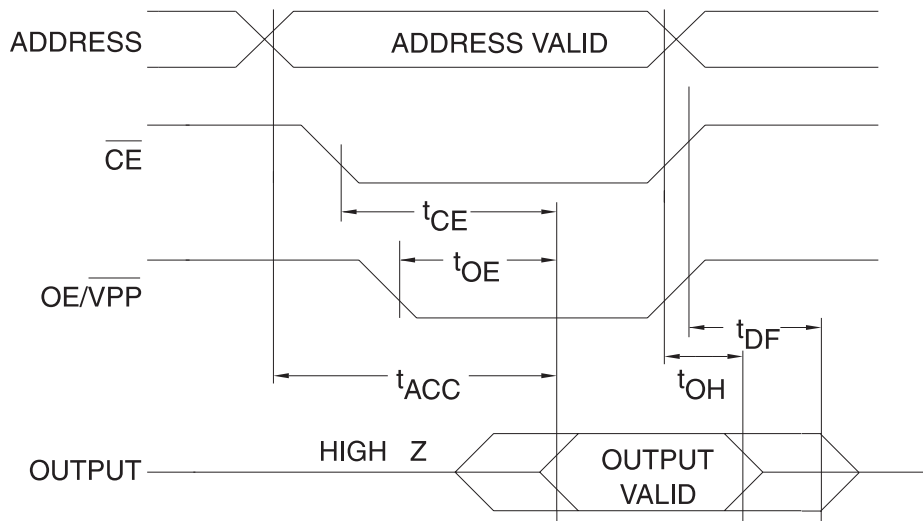 ADDRESS
ADDRESS VALID
CE
tCE
tOE
OE/VPP
tDF
tACC
tOH
HIGH Z
OUTPUT
OUTPUT
VALID